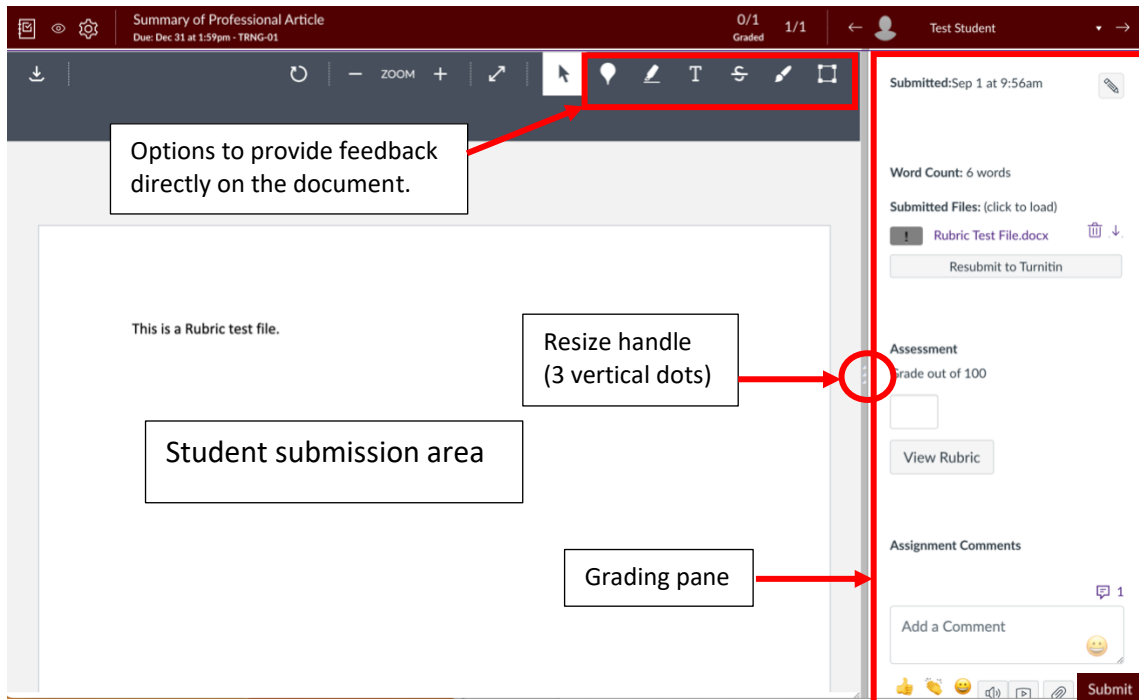 Summary of Professional Article
Due: Dec 31 at 1:59pm - TRNG-01
0/1
Graded
1/1
Test Student
ZOOM
T
S
Options to provide feedback
directly on the document.
This is a Rubric test file.
Resize handle
(3 vertical dots)
Student submission area
Grading pane
Submitted:Sep 1 at 9:56am
Word Count: 6 words
Submitted Files: (click to load)
! Rubric Test File.docx
Resubmit to Turnitin
Assessment
Grade out of 100
View Rubric
Assignment Comments
1
Add a Comment
Submit